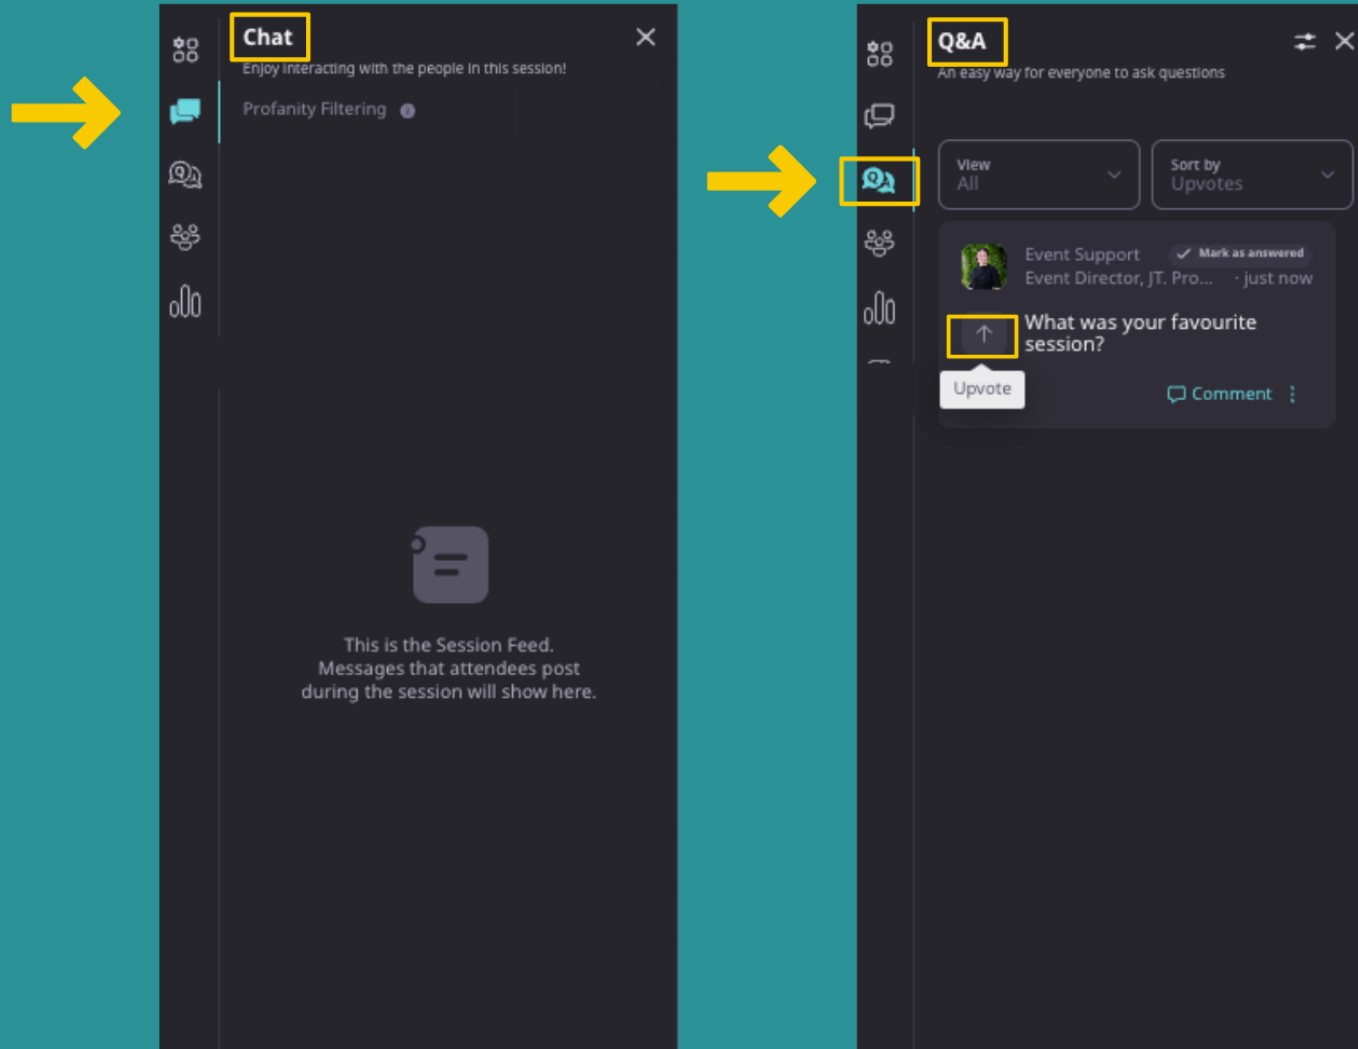 Chat
Enjoy interacting with the people in this session!
Profanity Filtering
This is the Session Feed.
Messages that attendees post
during the session will show here.
Q&A
An easy way for everyone to ask questions
View
All
Sort by
Upvotes
Event Support
Mark as answered
Event Director, JT. Pro... · just now
What was your favourite
session?
Upvote
Comment